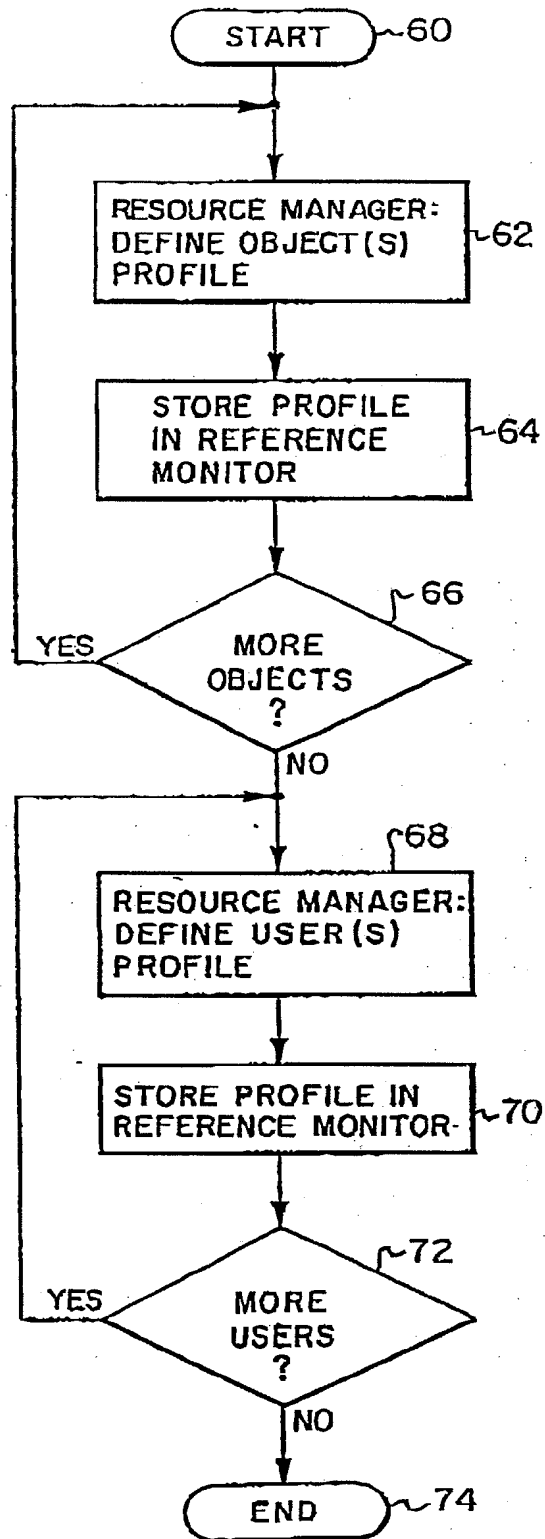 START
60
RESOURCE MANAGER:
DEFINE OBJECT(S)
PROFILE
62
STORE PROFILE
IN REFERENCE
MONITOR
64
66
YES
MORE
OBJECTS
?
NO
68
RESOURCE MANAGER:
DEFINE USER(S)
PROFILE
STORE PROFILE IN
REFERENCE MONITOR
70
72
YES
MORE
USERS
?
NO
END
74